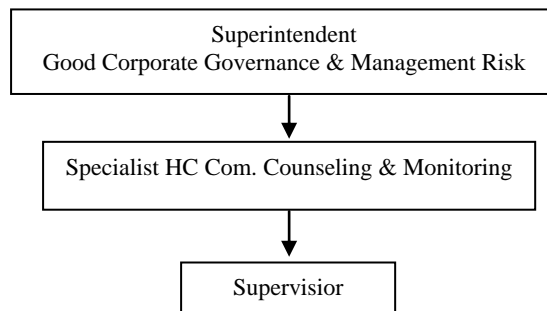 Superintendent
Good Corporate Governance & Management Risk
Specialist HC Com. Counseling & Monitoring
Supervisior